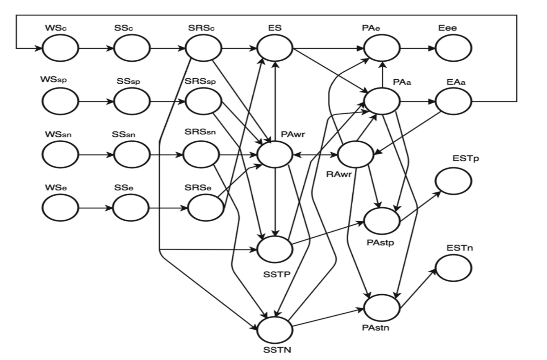 WSc SSc SRSc ES PAe Eee
WSsp SSsp SRSsp PAa EAa
WSsn SSsn SRSsn PAwr RAwr ESTp
WSe SSe SRSe
PAstp ESTn
SSTP
PAstn
SSTN